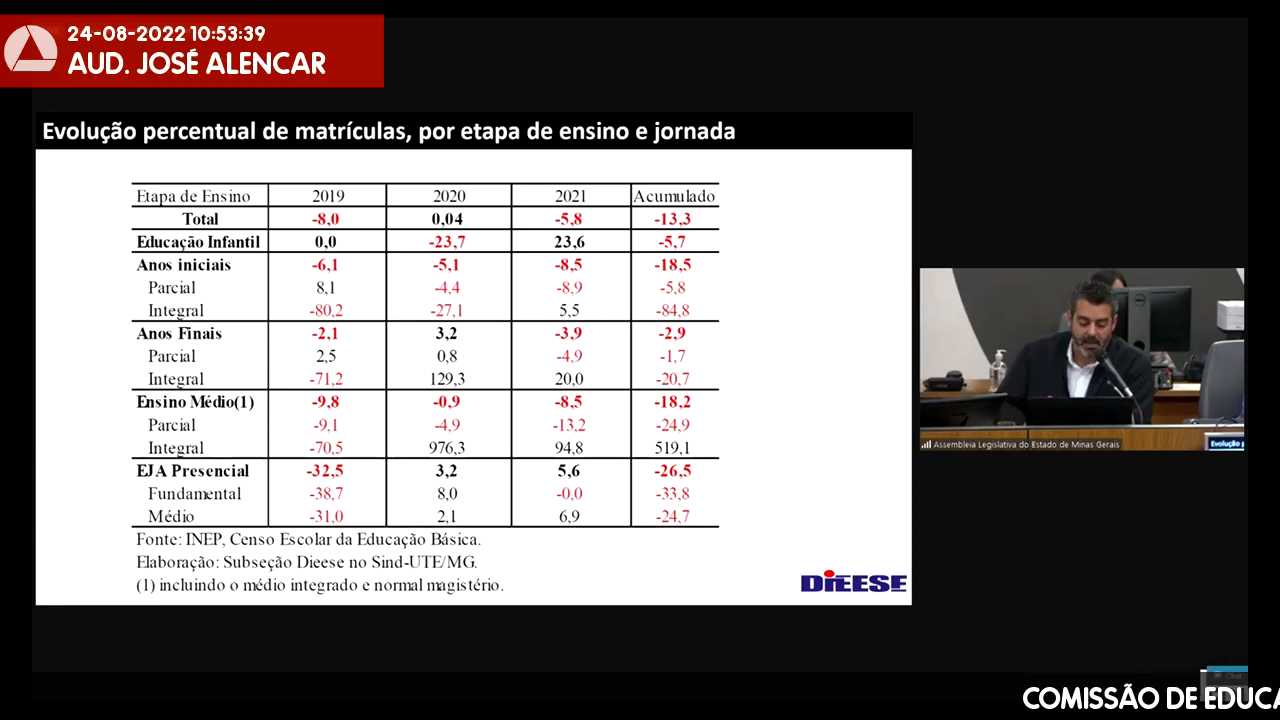 24-08-2022 10:53:39
AUD. JOSÉ ALENCAR
Evolução percentual de matrículas, por etapa de ensino e jornada
Etapa de Ensino 2019 2020 2021 Acumulado
Total -8,0 0,04 -5,8 -13,3
Educação Infantil 0,0 -23,7 23,6 -5,7
Anos iniciais -6,1 -5,1 -8,5 -18,5
Parcial 8,1 -4,4 -8,9 -5,8
Integral -80,2 -27,1 5,5 -84,8
Anos Finais -2,1 3,2 -3,9 -2,9
Parcial 2,5 0,8 -4,9 -1,7
Integral -71,2 129,3 20,0 -20,7
Ensino Médio(1) -9,8 -0,9 -8,5 -18,2
Parcial -9,1 -4,9 -13,2 -24,9
Integral -70,5 976,3 94,8 519,1
EJA Presencial -32,5 3,2 5,6 -26,5
Fundamental -38,7 8,0 -0,0 -33,8
Médio -31,0 2,1 6,9 -24,7
Fonte: INEP, Censo Escolar da Educação Básica.
Elaboração: Subseção Dieese no Sind-UTE/MG.
(1) incluindo o médio integrado e normal magistério.
DIEESE
Assembleia Legislativa do Estado de Minas Gerais
Evolução p
Chat
COMISSÃO DE EDUCA